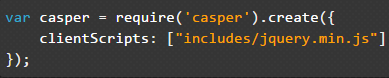 var casper = require('casper').create({
    clientScripts: ["includes/jquery.min.js"]
});